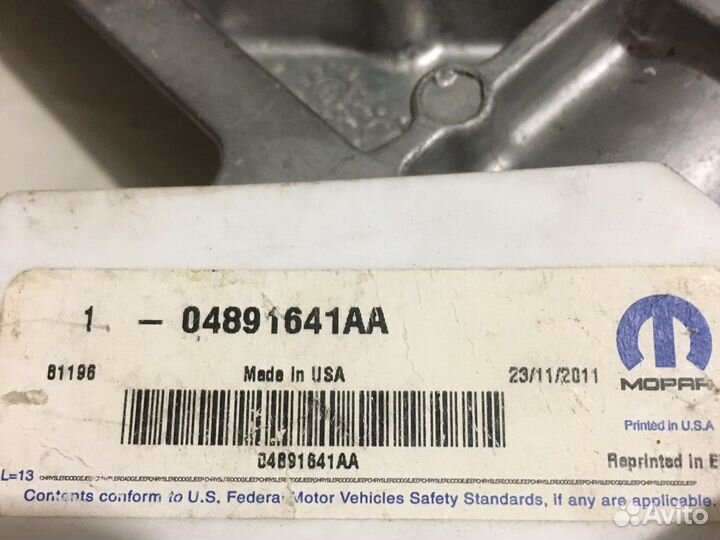 1 - 04891641AA
81196 Made in USA 23/11/2011
MOPAR
Printed in U.S.A
04891641AA
Reprinted in
L=13
Contents conform to U.S. Federal Motor Vehicles Safety Standards, if any are applicable.
Avito